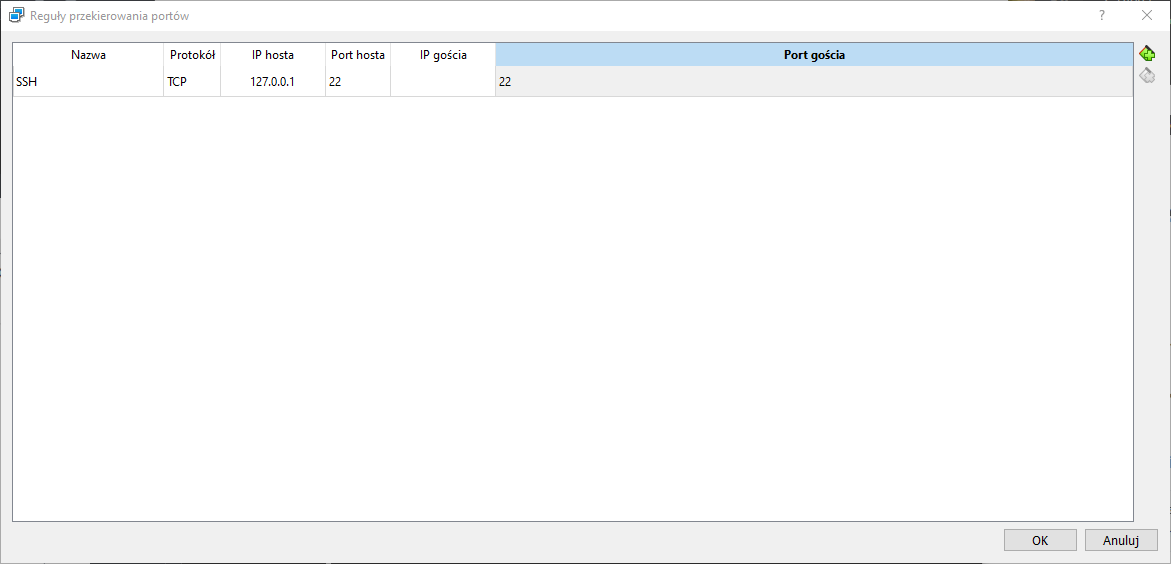 Reguły przekierowania portów
?
Nazwa Protokół IP hosta Port hosta IP gościa Port gościa
SSH TCP 127.0.0.1 22 22
OK Anuluj